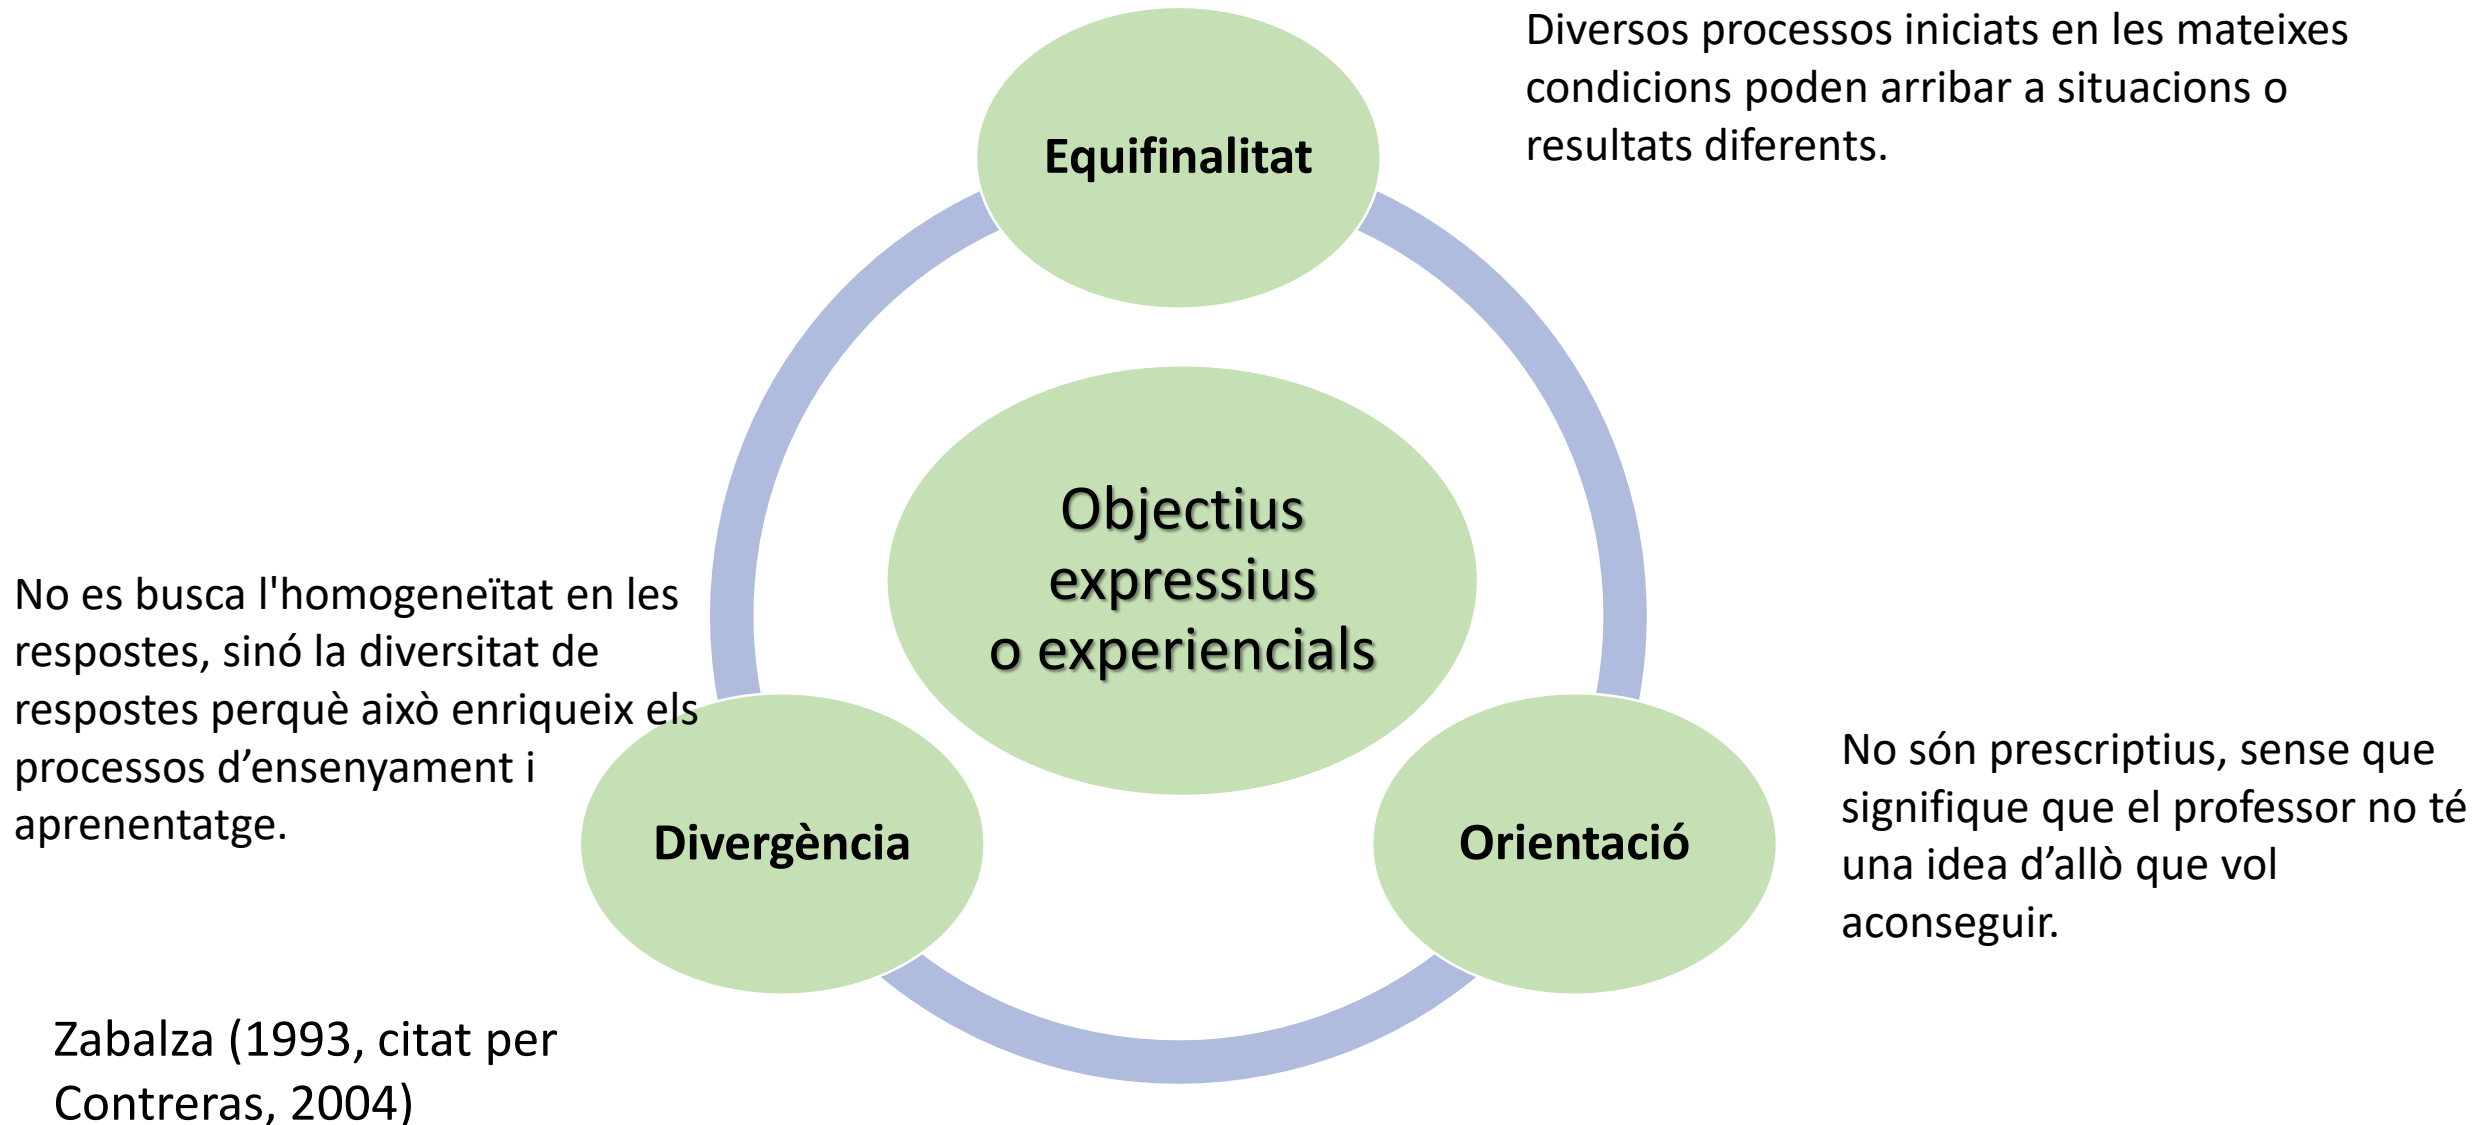 Equifinalitat
Diversos processos iniciats en les mateixes
condicions poden arribar a situacions o
resultats diferents.
Objectius
expressius
o experiencials
No es busca l'homogeneïtat en les
respostes, sinó la diversitat de
respostes perquè això enriqueix els
processos d’ensenyament i
aprenentatge.
Divergència
Orientació
No són prescriptius, sense que
signifique que el professor no té
una idea d’allò que vol
aconseguir.
Zabalza (1993, citat per
Contreras, 2004)